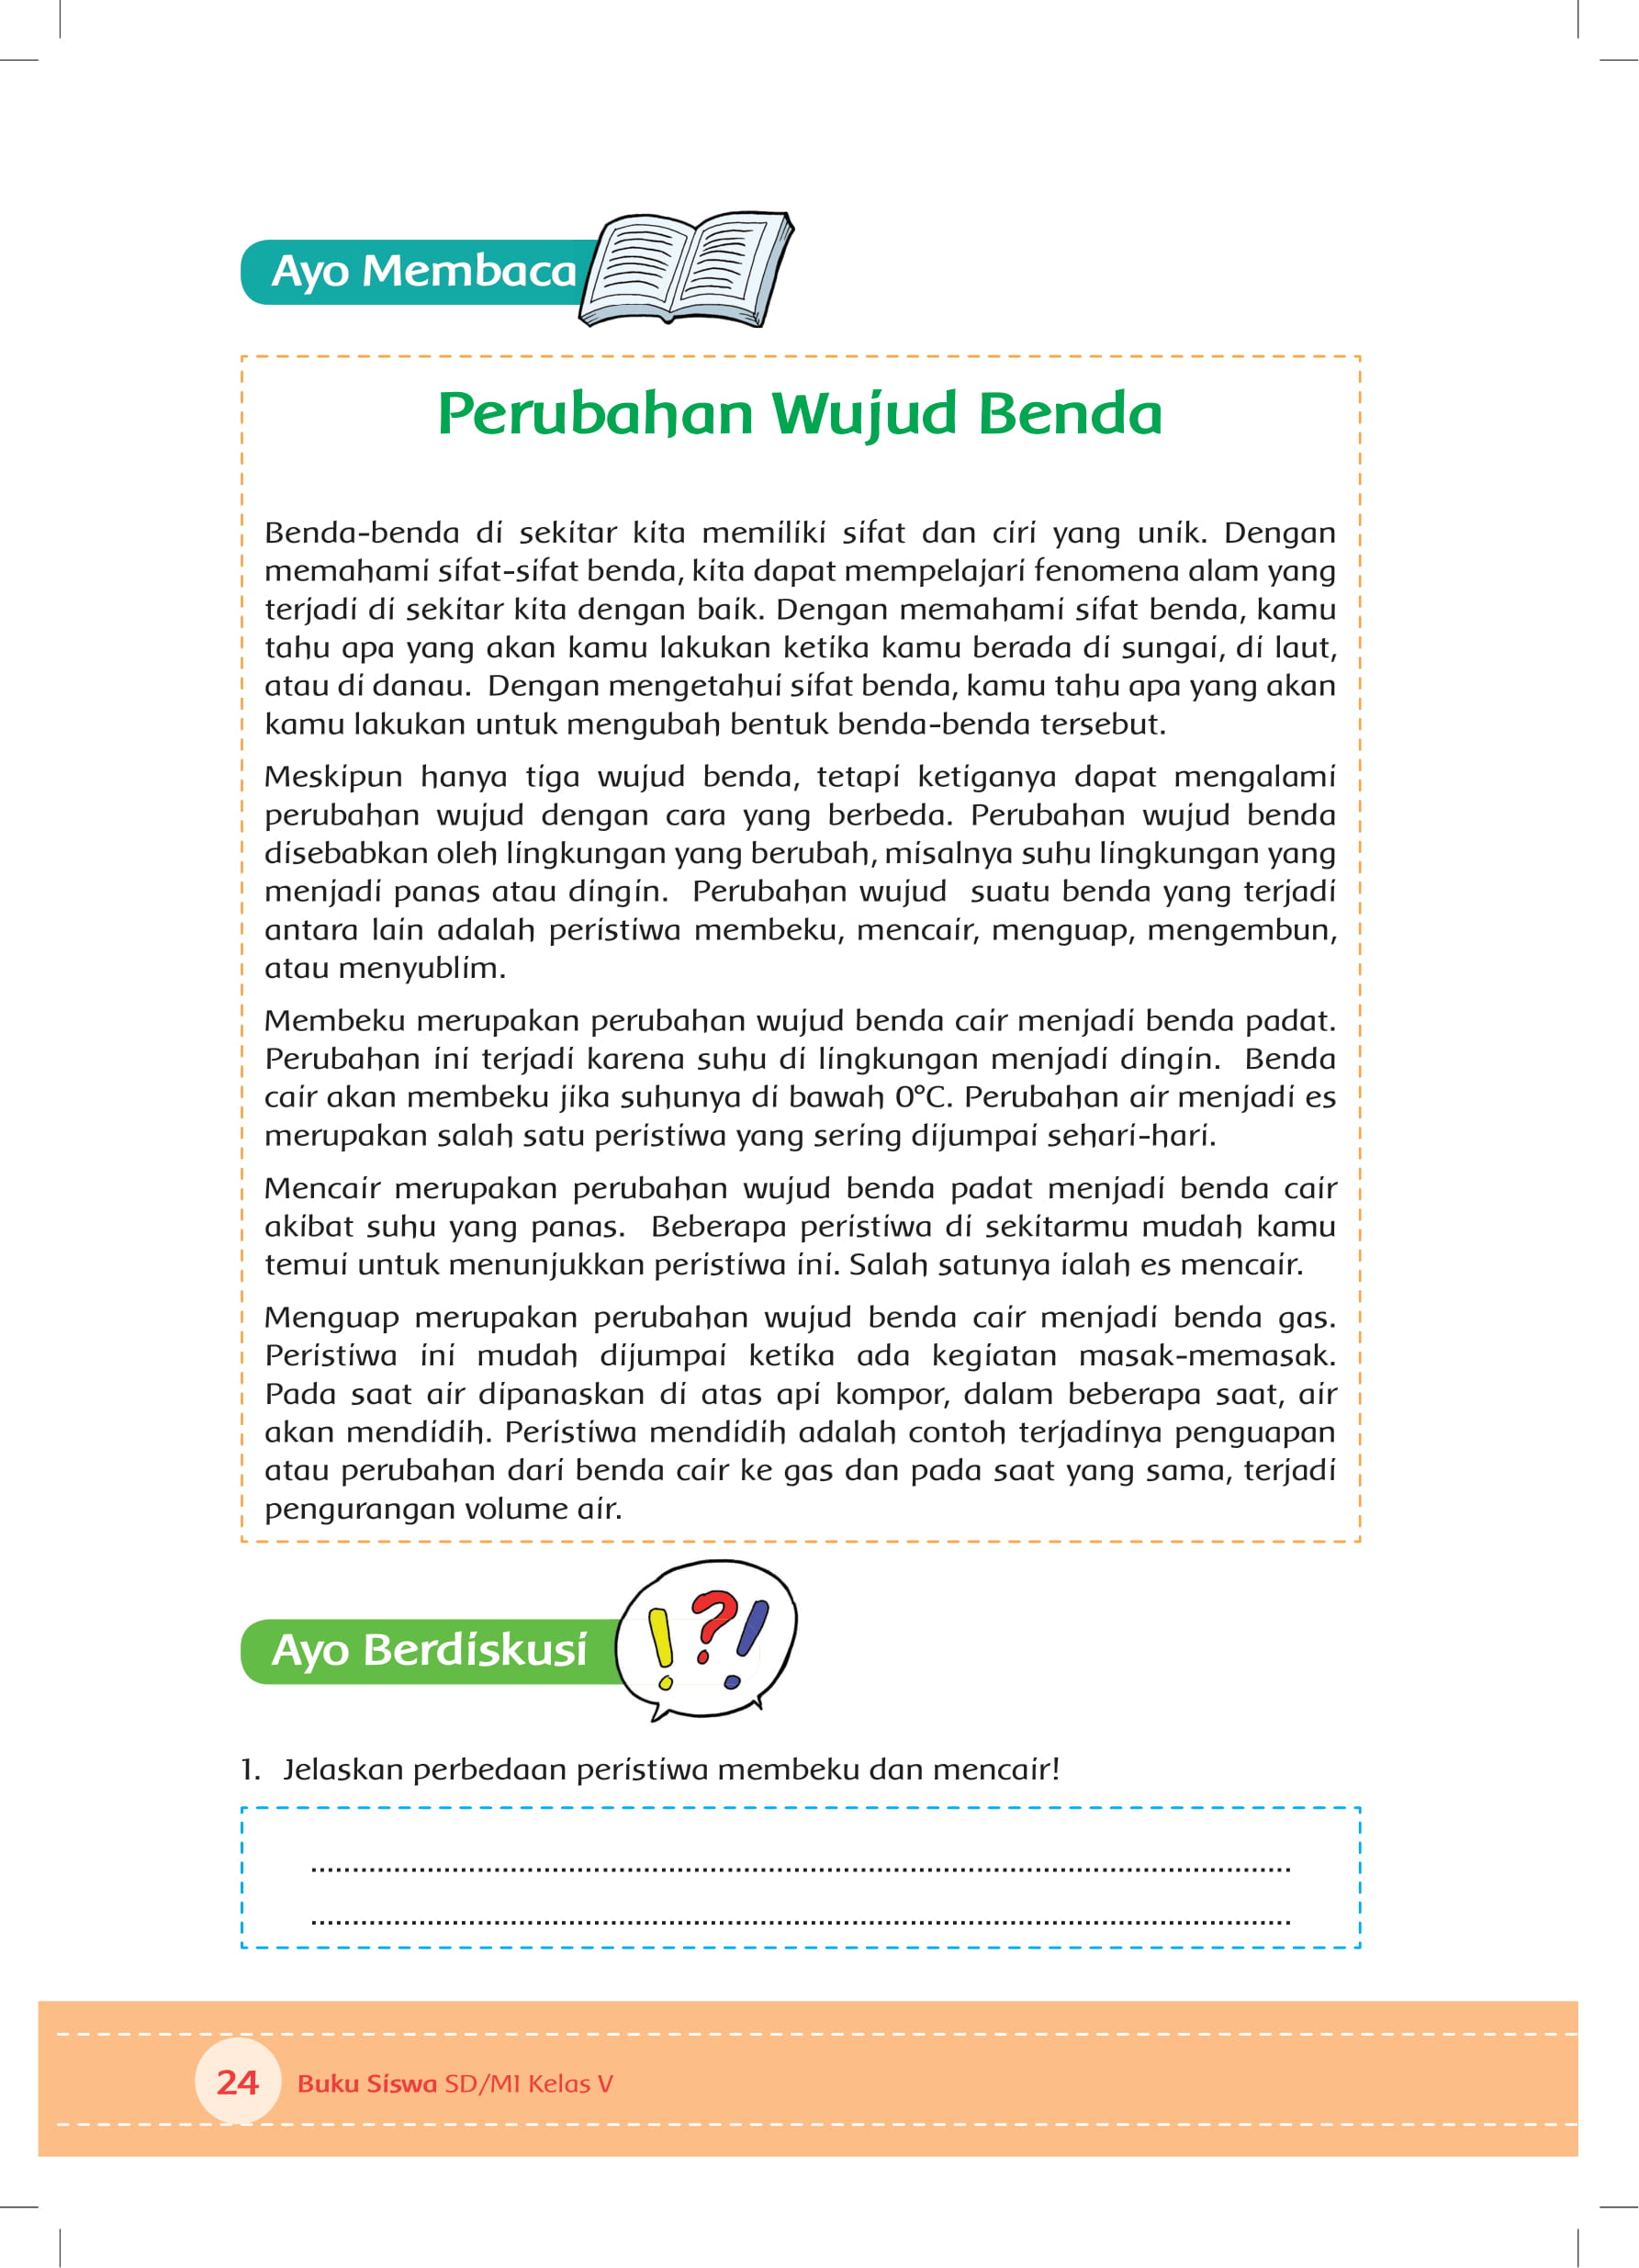 Ayo Membaca
Perubahan Wujud Benda
Benda-benda di sekitar kita memiliki sifat dan ciri yang unik. Dengan
memahami sifat-sifat benda, kita dapat mempelajari fenomena alam yang
terjadi di sekitar kita dengan baik. Dengan memahami sifat benda, kamu
tahu apa yang akan kamu lakukan ketika kamu berada di sungai, di laut,
atau di danau. Dengan mengetahui sifat benda, kamu tahu apa yang akan
kamu lakukan untuk mengubah bentuk benda-benda tersebut.
Meskipun hanya tiga wujud benda, tetapi ketiganya dapat mengalami
perubahan wujud dengan cara yang berbeda. Perubahan wujud benda
disebabkan oleh lingkungan yang berubah, misalnya suhu lingkungan yang
menjadi panas atau dingin. Perubahan wujud suatu benda yang terjadi
antara lain adalah peristiwa membeku, mencair, menguap, mengembun,
atau menyublim.
Membeku merupakan perubahan wujud benda cair menjadi benda padat.
Perubahan ini terjadi karena suhu di lingkungan menjadi dingin. Benda
cair akan membeku jika suhunya di bawah 0°C. Perubahan air menjadi es
merupakan salah satu peristiwa yang sering dijumpai sehari-hari.
Mencair merupakan perubahan wujud benda padat menjadi benda cair
akibat suhu yang panas. Beberapa peristiwa di sekitarmu mudah kamu
temui untuk menunjukkan peristiwa ini. Salah satunya ialah es mencair.
Menguap merupakan perubahan wujud benda cair menjadi benda gas.
Peristiwa ini mudah dijumpai ketika ada kegiatan masak-memasak.
Pada saat air dipanaskan di atas api kompor, dalam beberapa saat, air
akan mendidih. Peristiwa mendidih adalah contoh terjadinya penguapan
atau perubahan dari benda cair ke gas dan pada saat yang sama, terjadi
pengurangan volume air.
Ayo Berdiskusi
! ? !
1. Jelaskan perbedaan peristiwa membeku dan mencair!
24 Buku Siswa SD/MI Kelas V